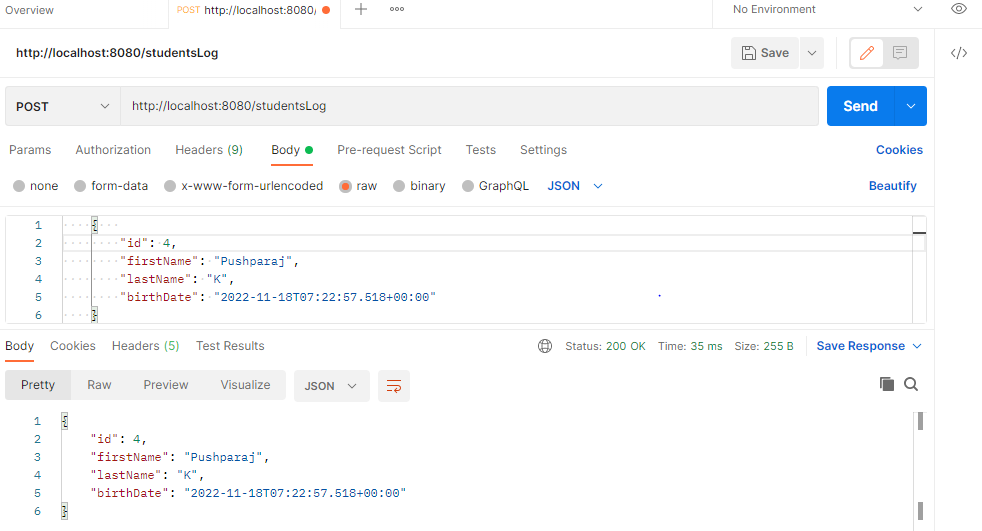 Overview POST http://localhost:8080/ No Environment
http://localhost:8080/studentsLog Save
POST http://localhost:8080/studentsLog Send
Params Authorization Headers (9) Body Pre-request Script Tests Settings Cookies
none form-data x-www-form-urlencoded raw binary GraphQL JSON Beautify
1 {
2 "id": 4,
3 "firstName": "Pushparaj",
4 "lastName": "K",
5 "birthDate": "2022-11-18T07:22:57.518+00:00"
6 }
Body Cookies Headers (5) Test Results Status: 200 OK Time: 35 ms Size: 255 B Save Response
Pretty Raw Preview Visualize JSON
1 {
2 "id": 4,
3 "firstName": "Pushparaj",
4 "lastName": "K",
5 "birthDate": "2022-11-18T07:22:57.518+00:00"
6 }